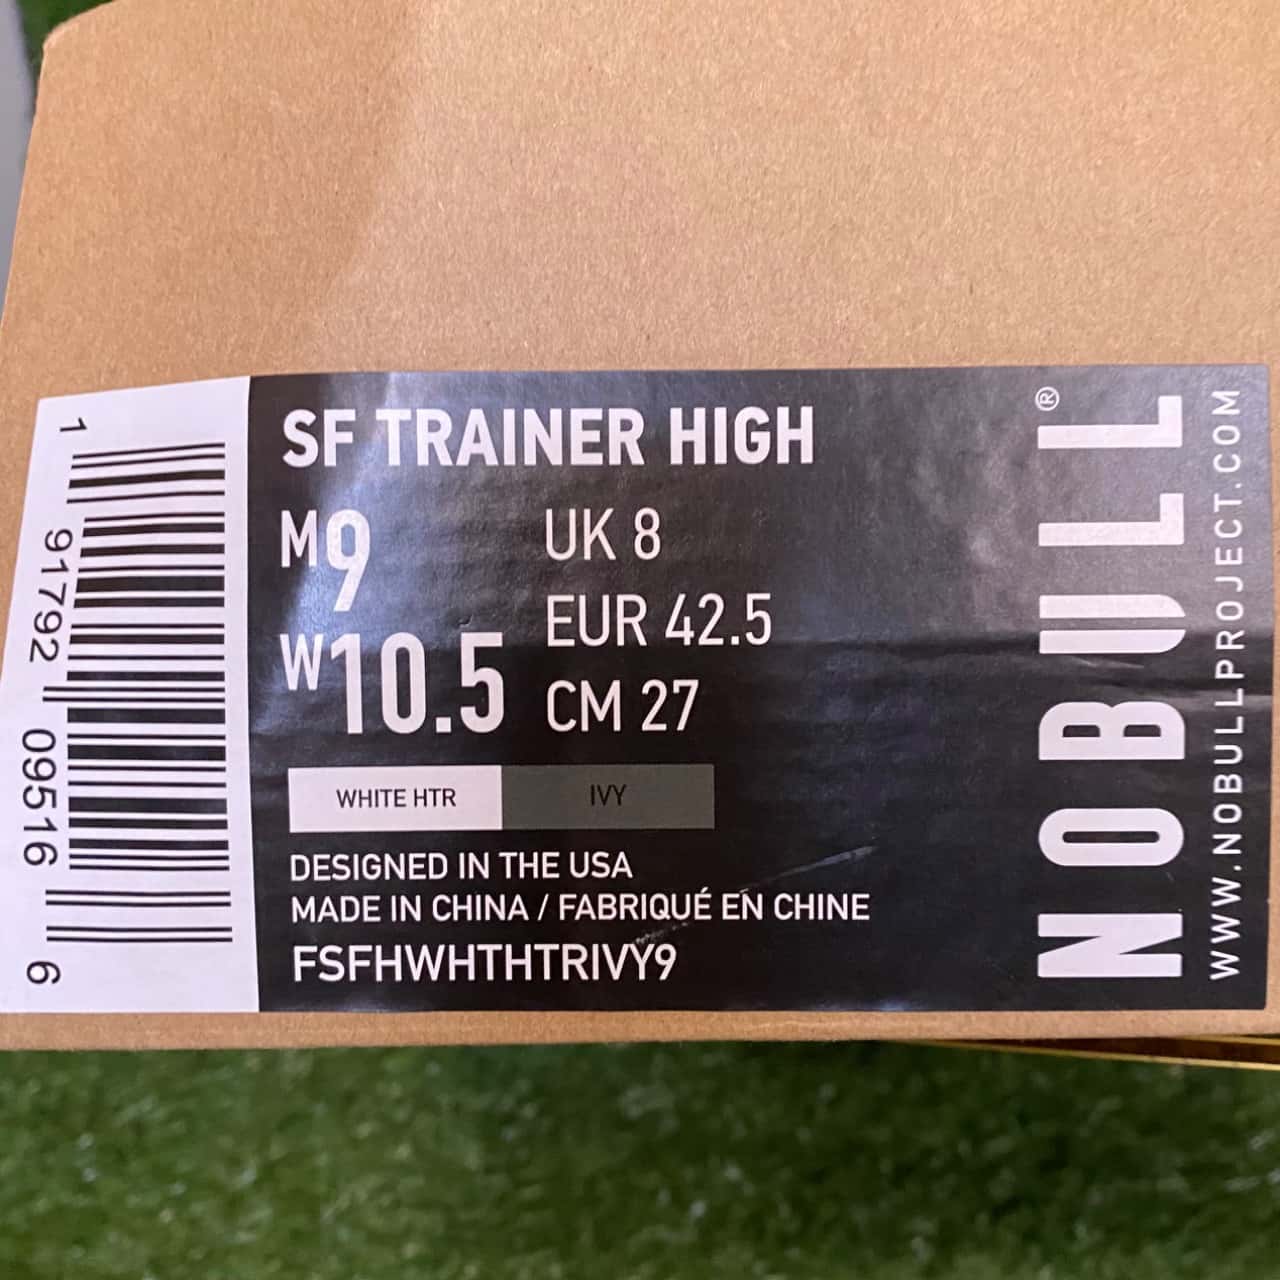 SF TRAINER HIGH
M9
W10.5
UK 8
EUR 42.5
CM 27
WHITE HTR
IVY
DESIGNED IN THE USA
MADE IN CHINA / FABRIQUÉ EN CHINE
FSFHWHTHTRIVY9
1 91792 09516 6
NOBULL®
WWW.NOBULLPROJECT.COM